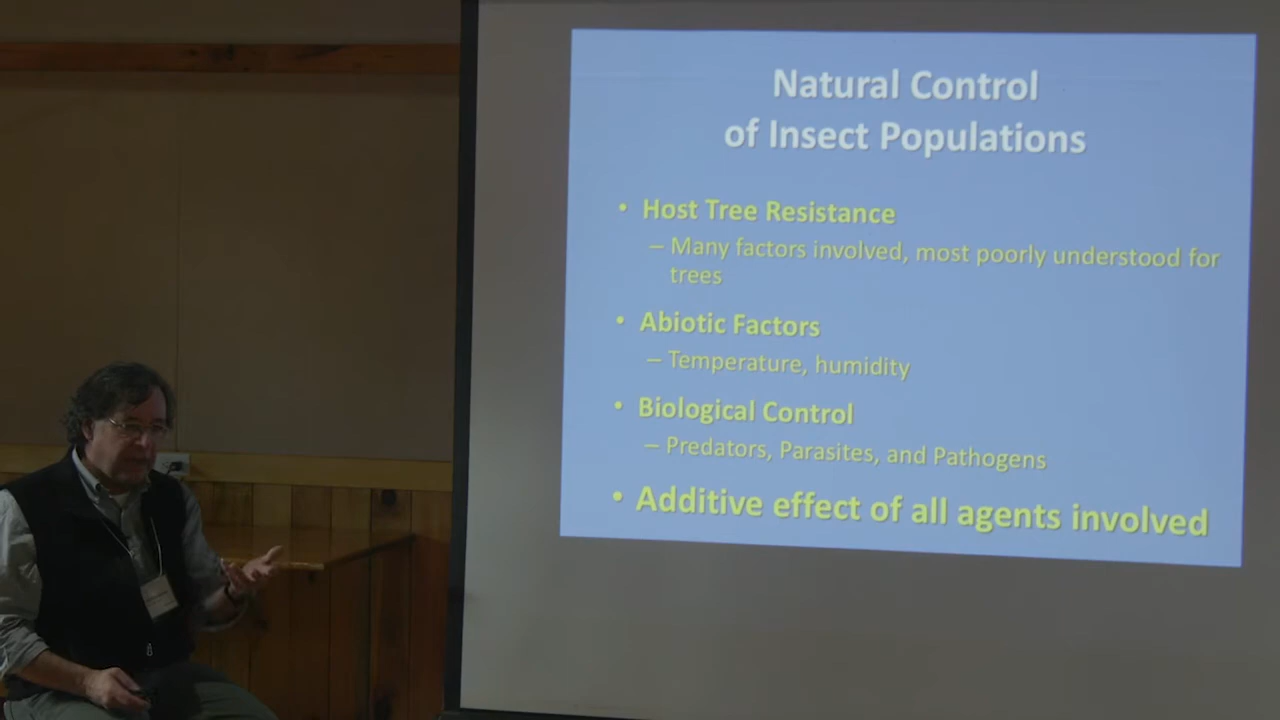 Natural Control
of Insect Populations
• Host Tree Resistance
– Many factors involved, most poorly understood for
trees
• Abiotic Factors
– Temperature, humidity
• Biological Control
– Predators, Parasites, and Pathogens
• Additive effect of all agents involved